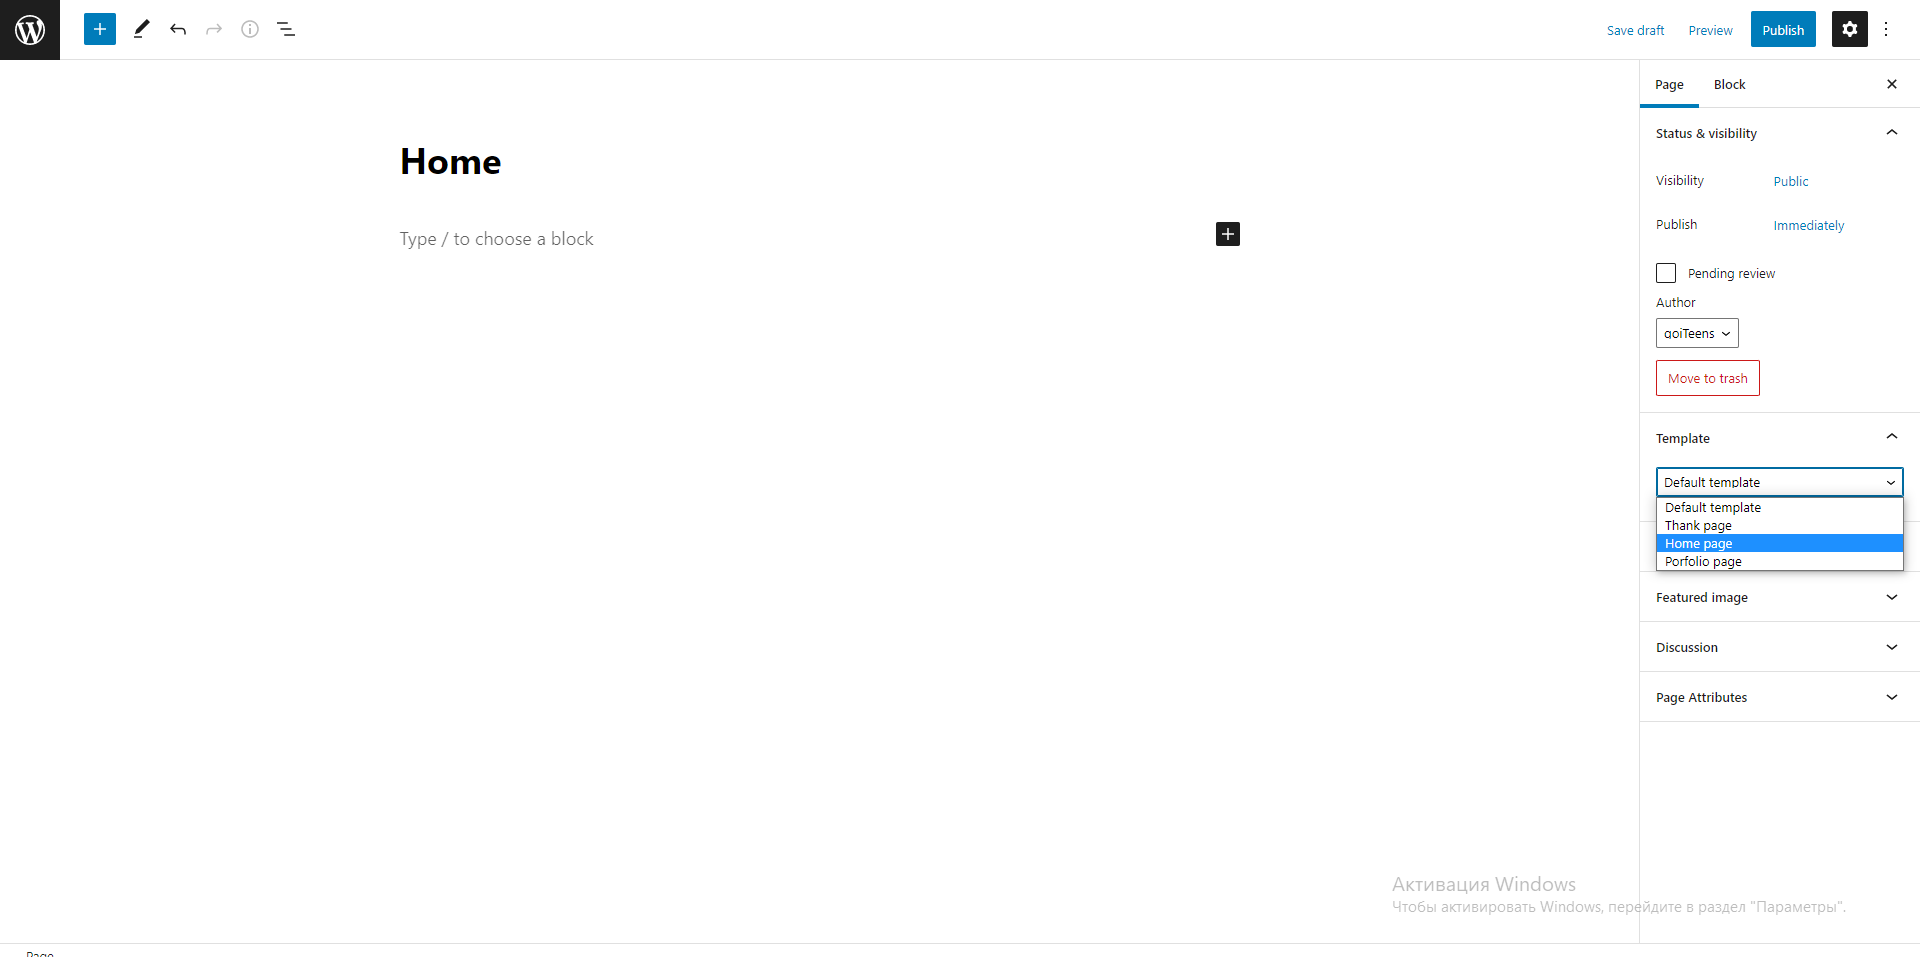 Save draft
Preview
Publish
Page
Block
Status & visibility
Home
Visibility
Public
Publish
Immediately
Type / to choose a block
Pending review
Author
goiTeens
Move to trash
Template
Default template
Default template
Thank page
Home page
Porfolio page
Featured image
Discussion
Page Attributes
Активация Windows
Чтобы активировать Windows, перейдите в раздел "Параметры".
Page